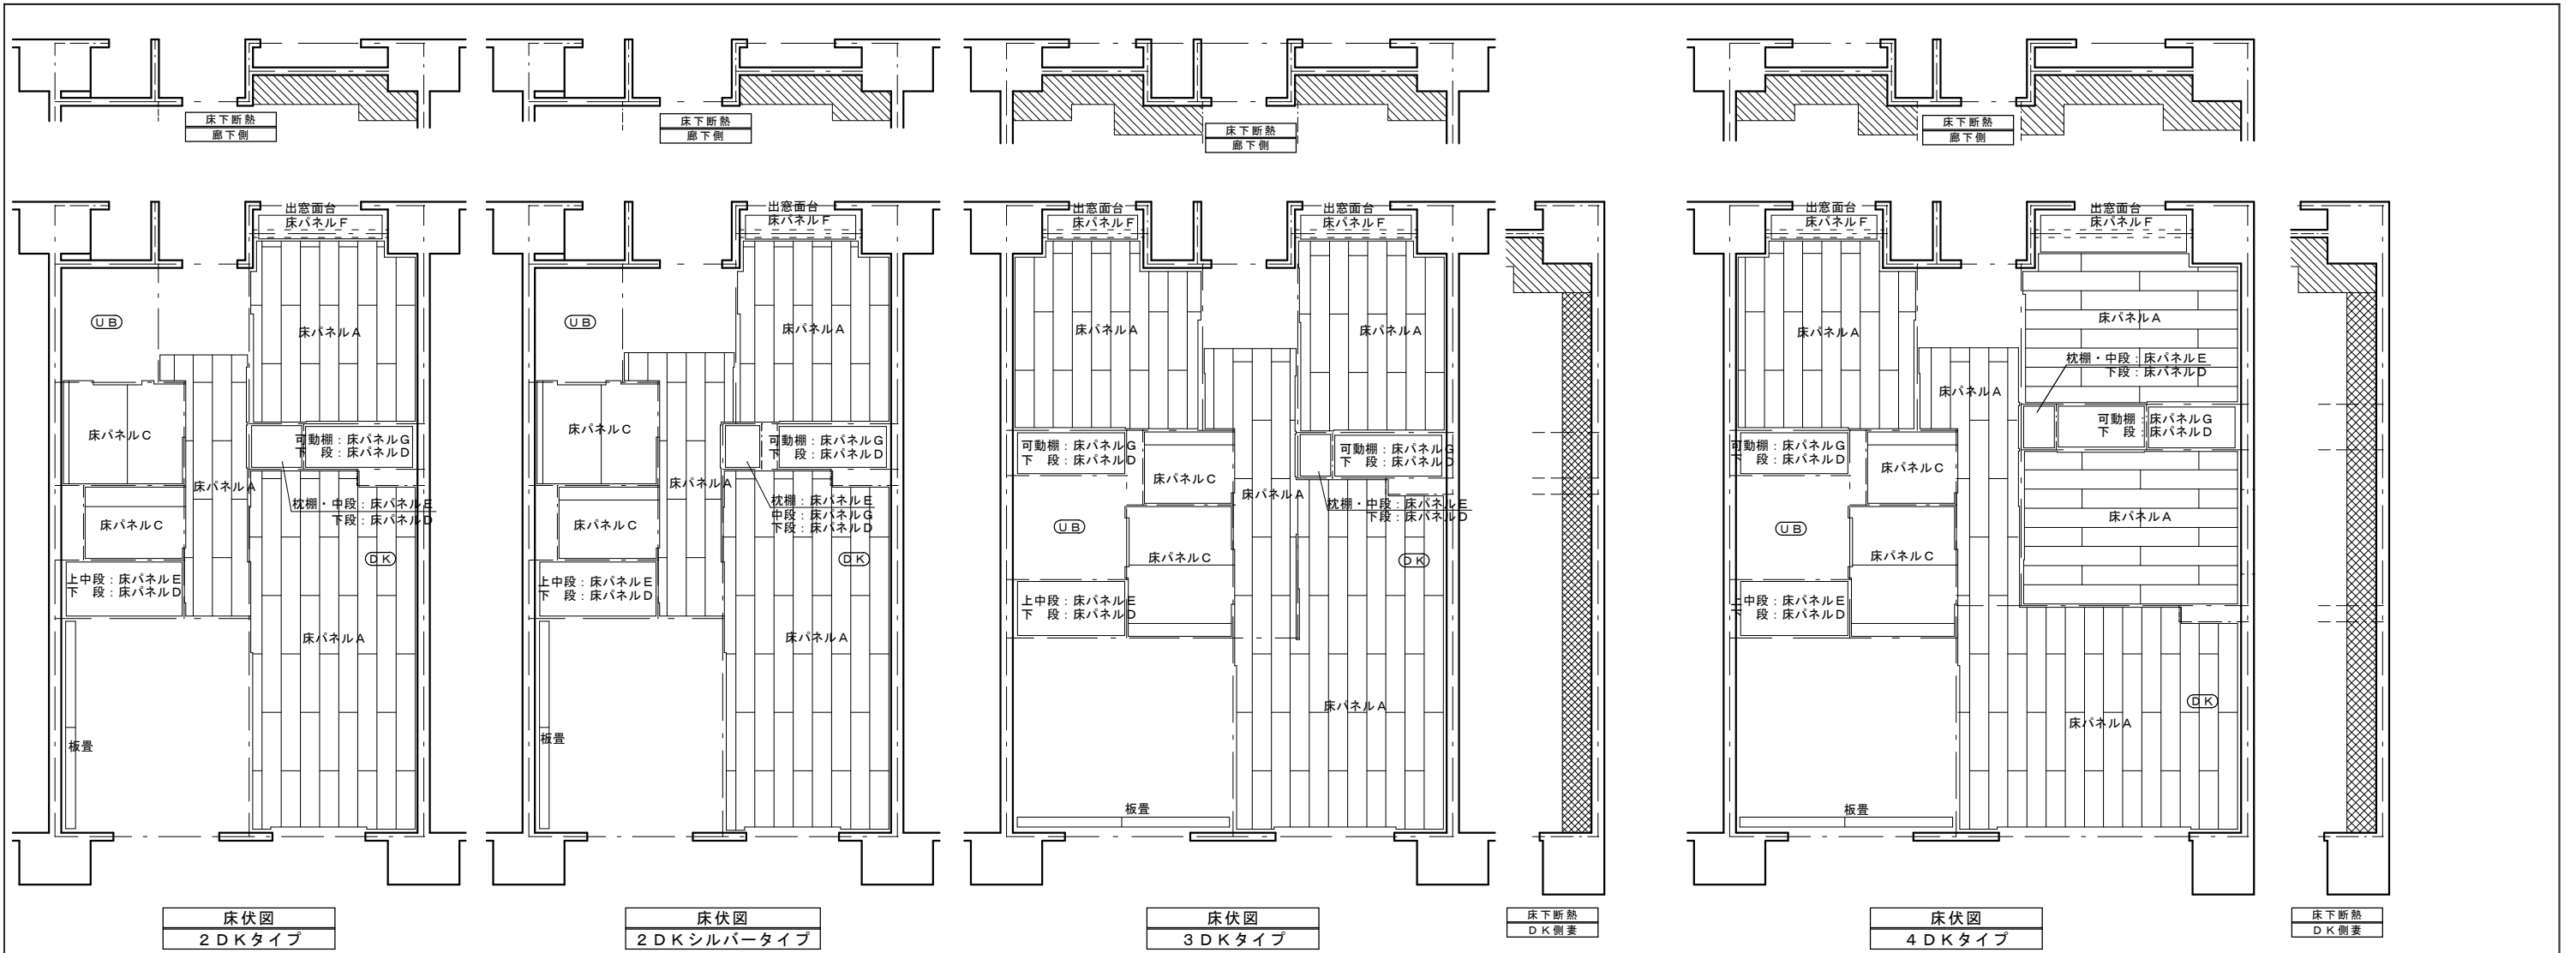 床下断熱
廊下側
床下断熱
廊下側
床下断熱
廊下側
床下断熱
廊下側
出窓面台
床パネルF
UB
床パネルA
床パネルC
可動棚:床パネルG
下 段:床パネルD
床パネルA
枕棚・中段:床パネルE
下段:床パネルD
床パネルC
DK
上中段:床パネルE
下 段:床パネルD
床パネルA
板畳
床伏図
2DKタイプ
出窓面台
床パネルF
UB
床パネルA
床パネルC
可動棚:床パネルG
下 段:床パネルD
床パネルA
枕棚:床パネルE
中段:床パネルG
下段:床パネルD
床パネルC
DK
上中段:床パネルE
下 段:床パネルD
床パネルA
板畳
床伏図
2DKシルバータイプ
出窓面台
床パネルF
出窓面台
床パネルF
床パネルA
床パネルA
可動棚:床パネルG
下 段:床パネルD
可動棚:床パネルG
下 段:床パネルD
床パネルC
床パネルA
枕棚・中段:床パネルE
下段:床パネルD
UB
床パネルC
DK
上中段:床パネルE
下 段:床パネルD
床パネルA
板畳
床伏図
3DKタイプ
床下断熱
DK側妻
出窓面台
床パネルF
出窓面台
床パネルF
床パネルA
床パネルA
枕棚・中段:床パネルE
下段:床パネルD
床パネルA
可動棚:床パネルG
下 段:床パネルD
可動棚:床パネルG
下 段:床パネルD
床パネルC
床パネルA
UB
床パネルC
上中段:床パネルE
下 段:床パネルD
DK
床パネルA
板畳
床伏図
4DKタイプ
床下断熱
DK側妻